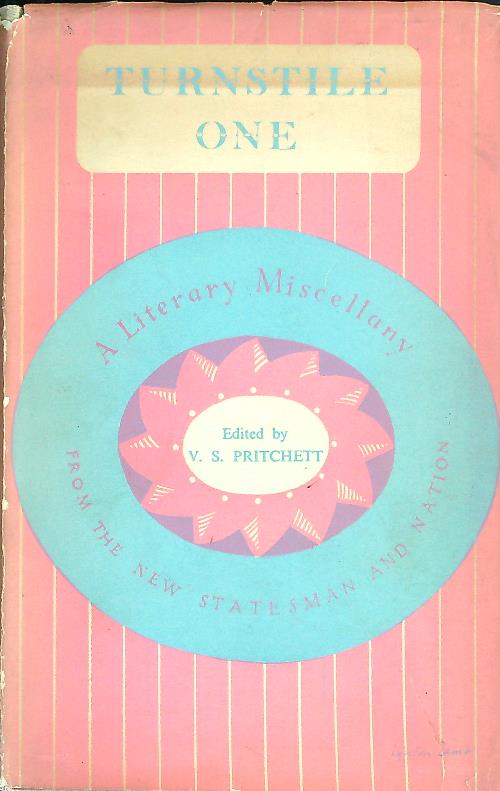 TURNSTILE
ONE
A Literary Miscellany
Edited by
V. S. PRITCHETT
FROM THE NEW STATESMAN AND NATION